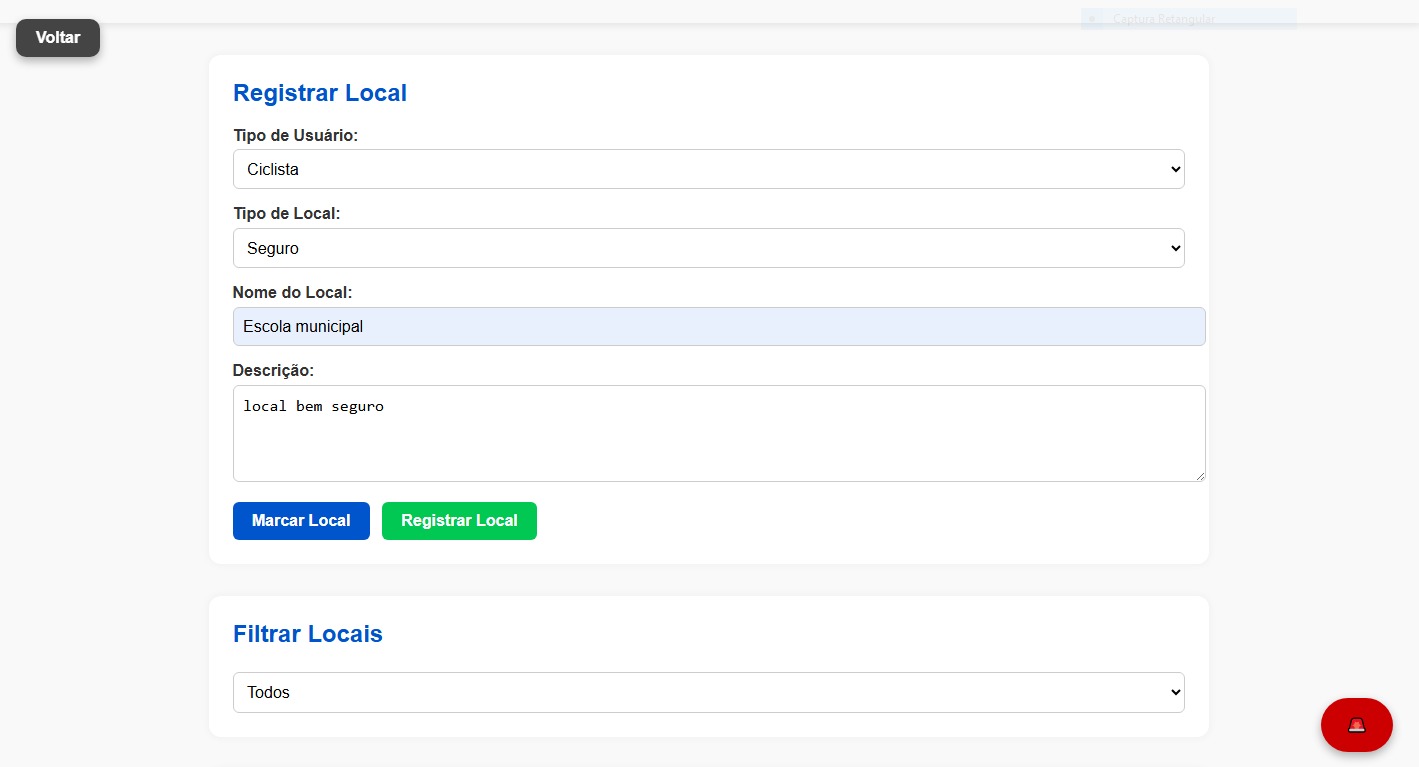 Captura Retangular
Voltar
Registrar Local
Tipo de Usuário:
Ciclista
Tipo de Local:
Seguro
Nome do Local:
Escola municipal
Descrição:
local bem seguro
Marcar Local
Registrar Local
Filtrar Locais
Todos